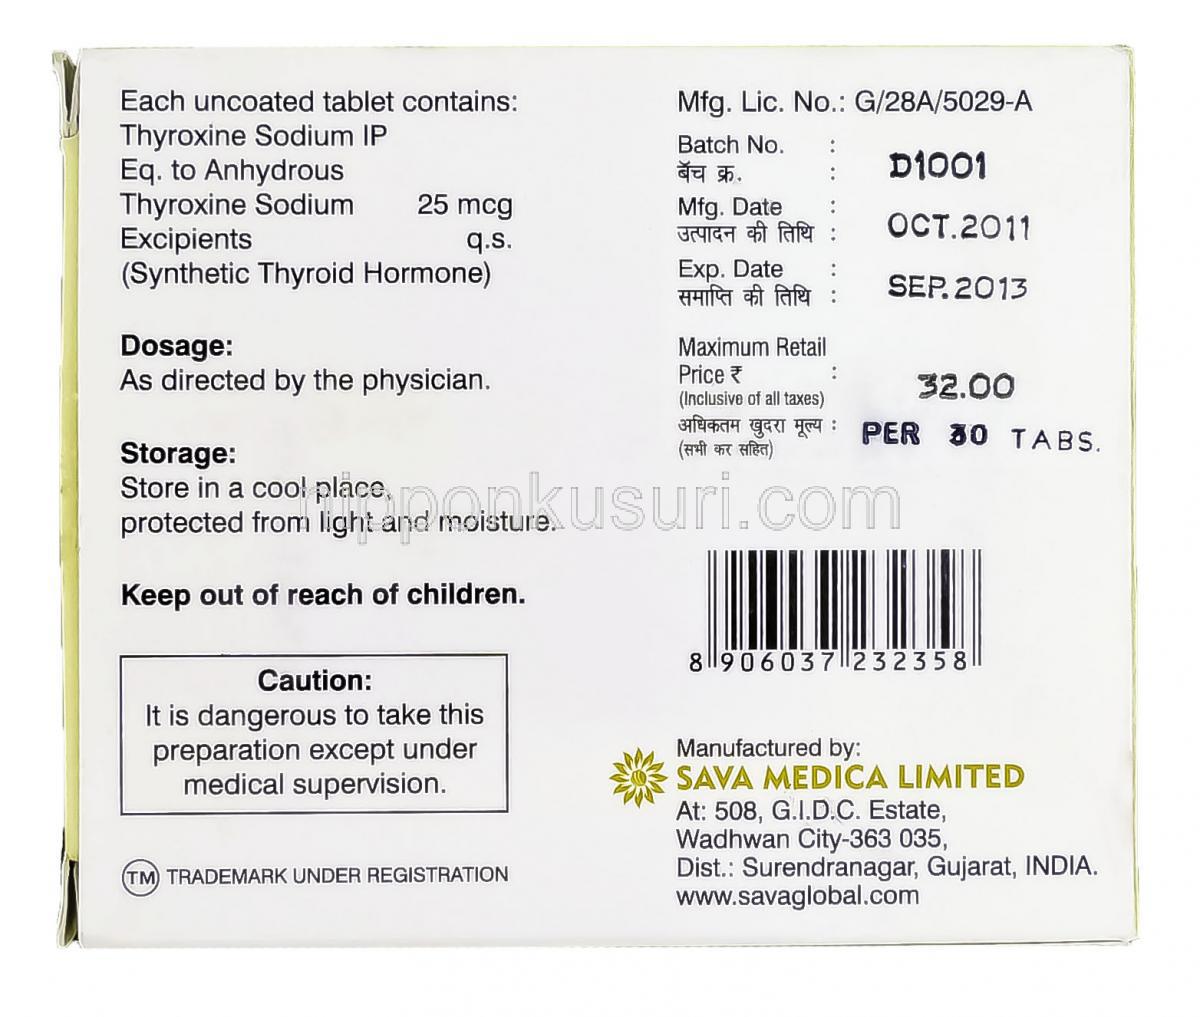 Each uncoated tablet contains:
Thyroxine Sodium IP
Eq. to Anhydrous
Thyroxine Sodium 25 mcg
Excipients q.s.
(Synthetic Thyroid Hormone)
Dosage:
As directed by the physician.
Storage:
Store in a cool place,
protected from light and moisture.
Keep out of reach of children.
Caution:
It is dangerous to take this
preparation except under
medical supervision.
TM TRADEMARK UNDER REGISTRATION
Mfg. Lic. No.: G/28A/5029-A
Batch No. :
बॅच क्र. : D1001
Mfg. Date :
उत्पादन की तिथि : OCT.2011
Exp. Date :
समाप्ति की तिथि : SEP.2013
Maximum Retail
Price ₹ : 32.00
(Inclusive of all taxes)
अधिकतम खुदरा मूल्य : PER 30 TABS.
(सभी कर सहित)
nipponkusuri.com
8 906037 232358
Manufactured by:
SAVA MEDICA LIMITED
At: 508, G.I.D.C. Estate,
Wadhwan City-363 035,
Dist.: Surendranagar, Gujarat, INDIA.
www.savaglobal.com